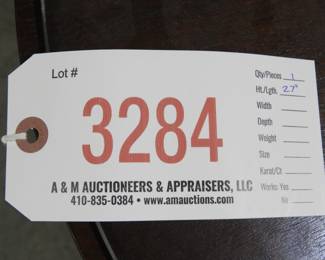 Lot #
3284
A & M AUCTIONEERS & APPRAISERS, LLC
410-835-0384 • www.amauctions.com
Qty/Pieces 1
Ht./Lgth. 27"
Width
Depth
Weight
Size
Karat/Ct
Works: Yes
No